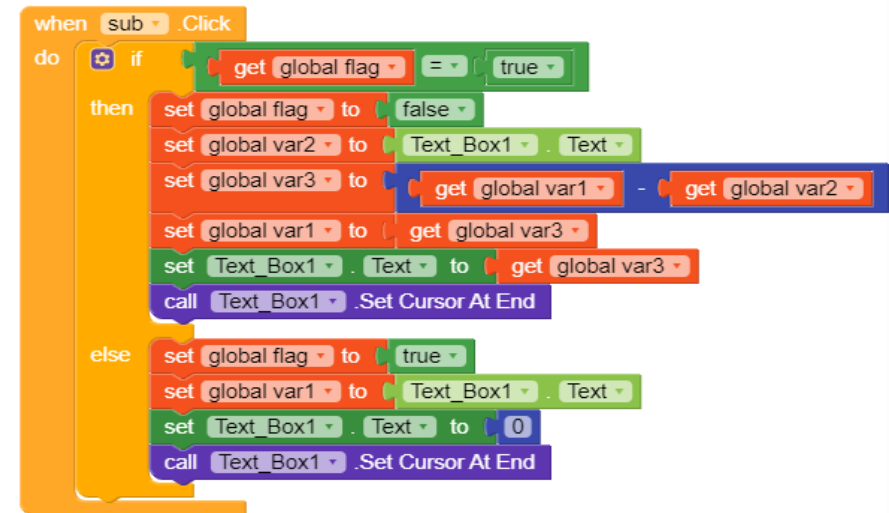 when sub .Click
do if get global flag = true
then set global flag to false
set global var2 to Text_Box1 . Text
set global var3 to get global var1 - get global var2
set global var1 to get global var3
set Text_Box1 . Text to get global var3
call Text_Box1 .Set Cursor At End
else set global flag to true
set global var1 to Text_Box1 . Text
set Text_Box1 . Text to 0
call Text_Box1 .Set Cursor At End